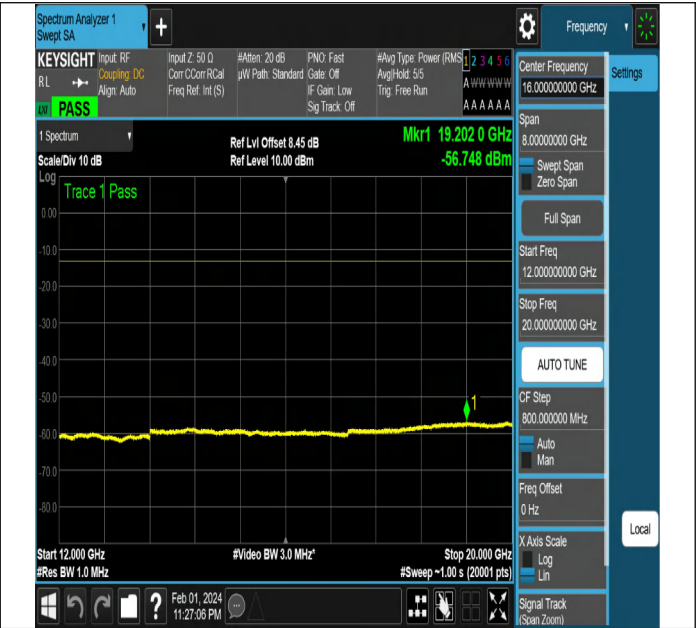 Spectrum Analyzer 1
Swept SA
Frequency
KEYSIGHT
RL
PASS
Input: RF
Coupling: DC
Align: Auto
Input Z: 50 Ω
Corr CCorr RCal
Freq Ref: Int (S)
#Atten: 20 dB
µW Path: Standard
PNO: Fast
Gate: Off
IF Gain: Low
Sig Track: Off
#Avg Type: Power (RMS
Avg|Hold: 5/5
Trig: Free Run
1 2 3 4 5 6
A W W W W W
A A A A A A
1 Spectrum
Scale/Div 10 dB
Ref Lvl Offset 8.45 dB
Ref Level 10.00 dBm
Mkr1 19.202 0 GHz
-56.748 dBm
Log
Trace 1 Pass
0.00
-10.0
-20.0
-30.0
-40.0
-50.0
-60.0
-70.0
-80.0
1
Start 12.000 GHz
#Res BW 1.0 MHz
#Video BW 3.0 MHz*
Stop 20.000 GHz
#Sweep ~1.00 s (20001 pts)
Center Frequency
16.000000000 GHz
Settings
Span
8.00000000 GHz
Swept Span
Zero Span
Full Span
Start Freq
12.000000000 GHz
Stop Freq
20.000000000 GHz
AUTO TUNE
CF Step
800.000000 MHz
Auto
Man
Freq Offset
0 Hz
X Axis Scale
Log
Lin
Signal Track
(Span Zoom)
Local
?
Feb 01, 2024
11:27:06 PM